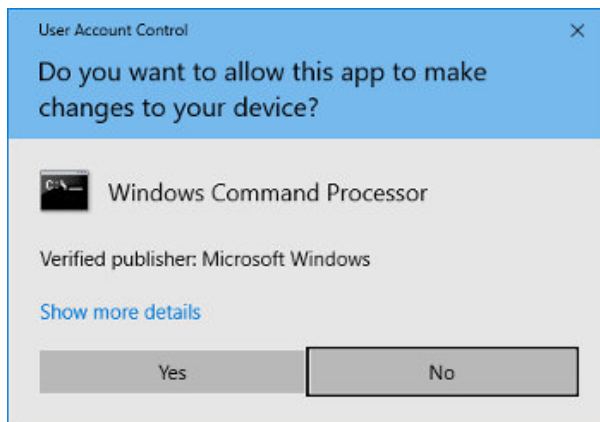 User Account Control
Do you want to allow this app to make
changes to your device?
C:\_
Windows Command Processor
Verified publisher: Microsoft Windows
Show more details
Yes
No